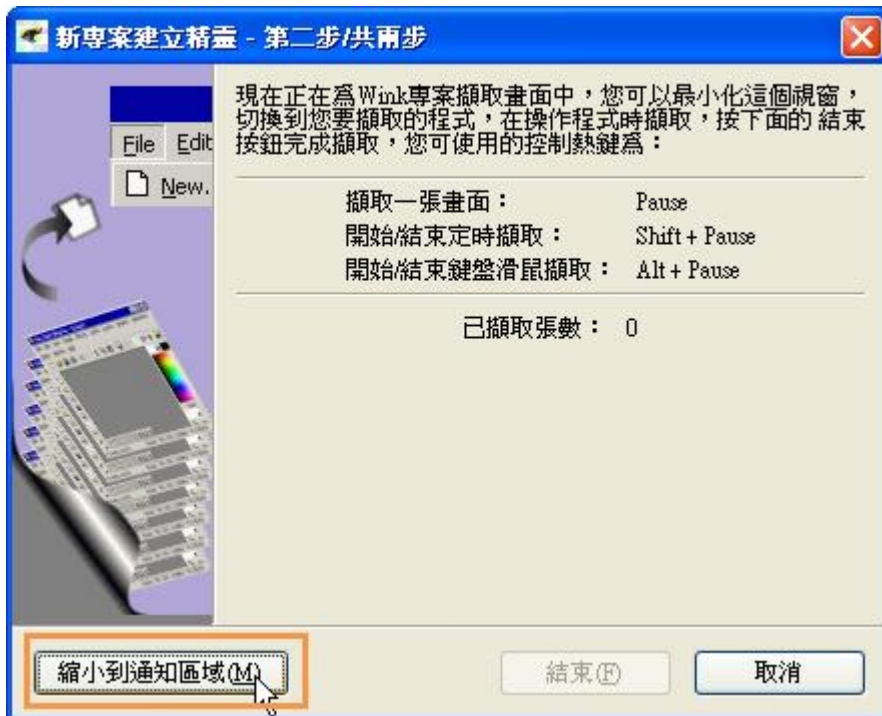 新專案建立精靈 - 第二步/共兩步
File Edit
New.
現在正在為Wink專案擷取畫面中，您可以最小化這個視窗，
切換到您要擷取的程式，在操作程式時擷取，按下面的 結束
按鈕完成擷取，您可使用的控制熱鍵為：
擷取一張畫面： Pause
開始/結束定時擷取： Shift + Pause
開始/結束鍵盤滑鼠擷取： Alt + Pause
已擷取張數： 0
縮小到通知區域(M) 結束(F) 取消